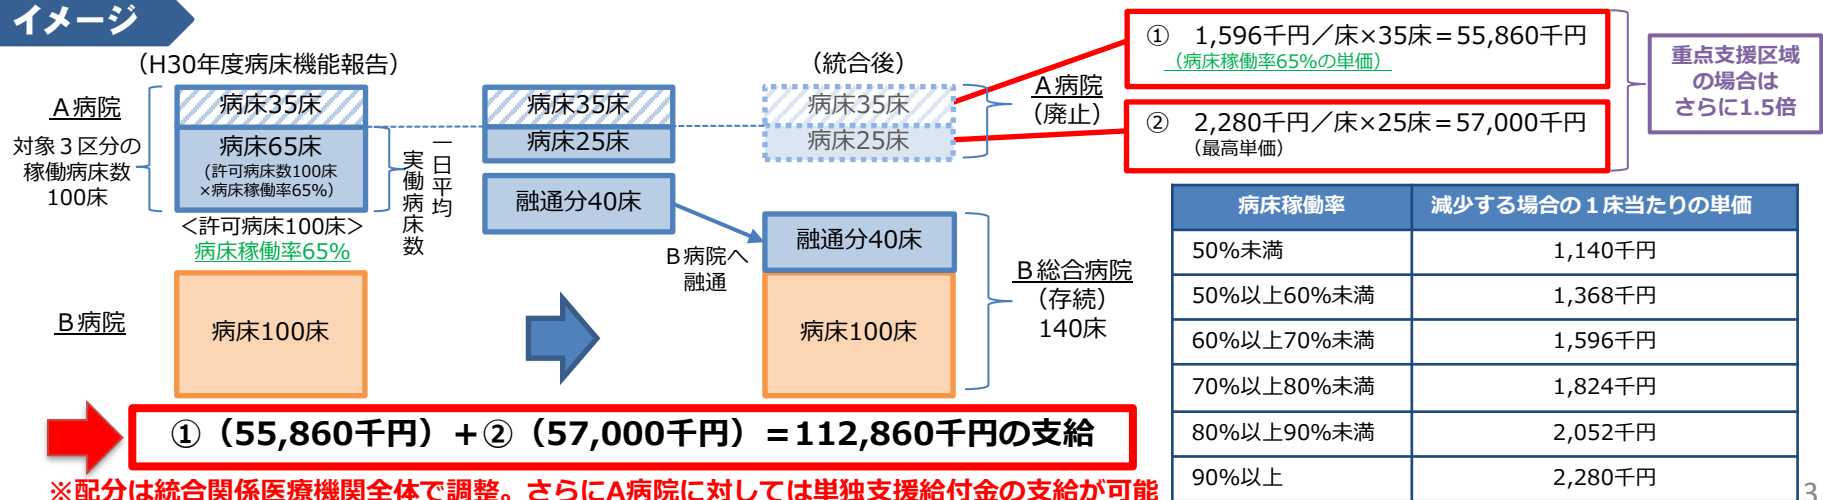 イメージ
（H30年度病床機能報告）
A病院
対象３区分の
稼働病床数
100床
病床35床
病床65床
(許可病床数100床
×病床稼働率65%）
一日平均
実働病床数
＜許可病床100床＞
病床稼働率65%
B病院
病床100床
病床35床
病床25床
融通分40床
B病院へ
融通
（統合後）
病床35床
病床25床
A病院
（廃止）
融通分40床
病床100床
B総合病院
（存続）
140床
①　1,596千円／床×35床＝55,860千円
（病床稼働率65%の単価）
②　2,280千円／床×25床＝57,000千円
（最高単価）
重点支援区域
の場合は
さらに1.5倍
病床稼働率　減少する場合の１床当たりの単価
50%未満　1,140千円
50%以上60%未満　1,368千円
60%以上70%未満　1,596千円
70%以上80%未満　1,824千円
80%以上90%未満　2,052千円
90%以上　2,280千円
①（55,860千円）＋②（57,000千円）＝112,860千円の支給
※配分は統合関係医療機関全体で調整。さらにA病院に対しては単独支援給付金の支給が可能
3